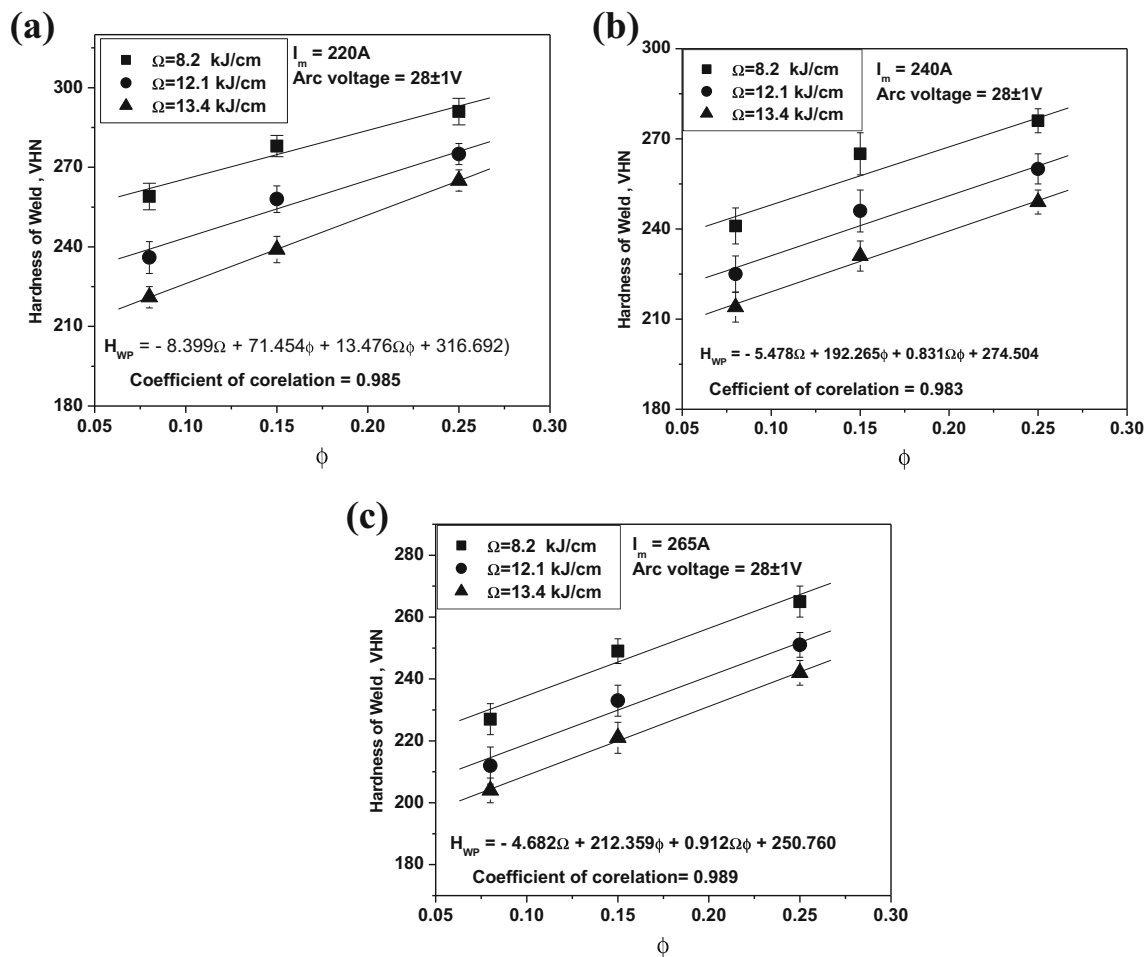 (a)
Ω=8.2 kJ/cm
Ω=12.1 kJ/cm
Ω=13.4 kJ/cm
I_m = 220A
Arc voltage = 28±1V
Hardness of Weld , VHN
300
270
240
210
180
H_WP = - 8.399Ω + 71.454ϕ + 13.476Ωϕ + 316.692)
Coefficient of corelation = 0.985
0.05 0.10 0.15 0.20 0.25 0.30
ϕ
(b)
Ω=8.2 kJ/cm
Ω=12.1 kJ/cm
Ω=13.4 kJ/cm
I_m = 240A
Arc voltage = 28±1V
Hardness of Weld , VHN
300
270
240
210
180
H_WP = - 5.478Ω + 192.265ϕ + 0.831Ωϕ + 274.504
Cefficient of corelation = 0.983
0.05 0.10 0.15 0.20 0.25 0.30
ϕ
(c)
Ω=8.2 kJ/cm
Ω=12.1 kJ/cm
Ω=13.4 kJ/cm
I_m = 265A
Arc voltage = 28±1V
Hardness of Weld , VHN
280
260
240
220
200
180
H_WP = - 4.682Ω + 212.359ϕ + 0.912Ωϕ + 250.760
Coefficient of corelation= 0.989
0.05 0.10 0.15 0.20 0.25 0.30
ϕ